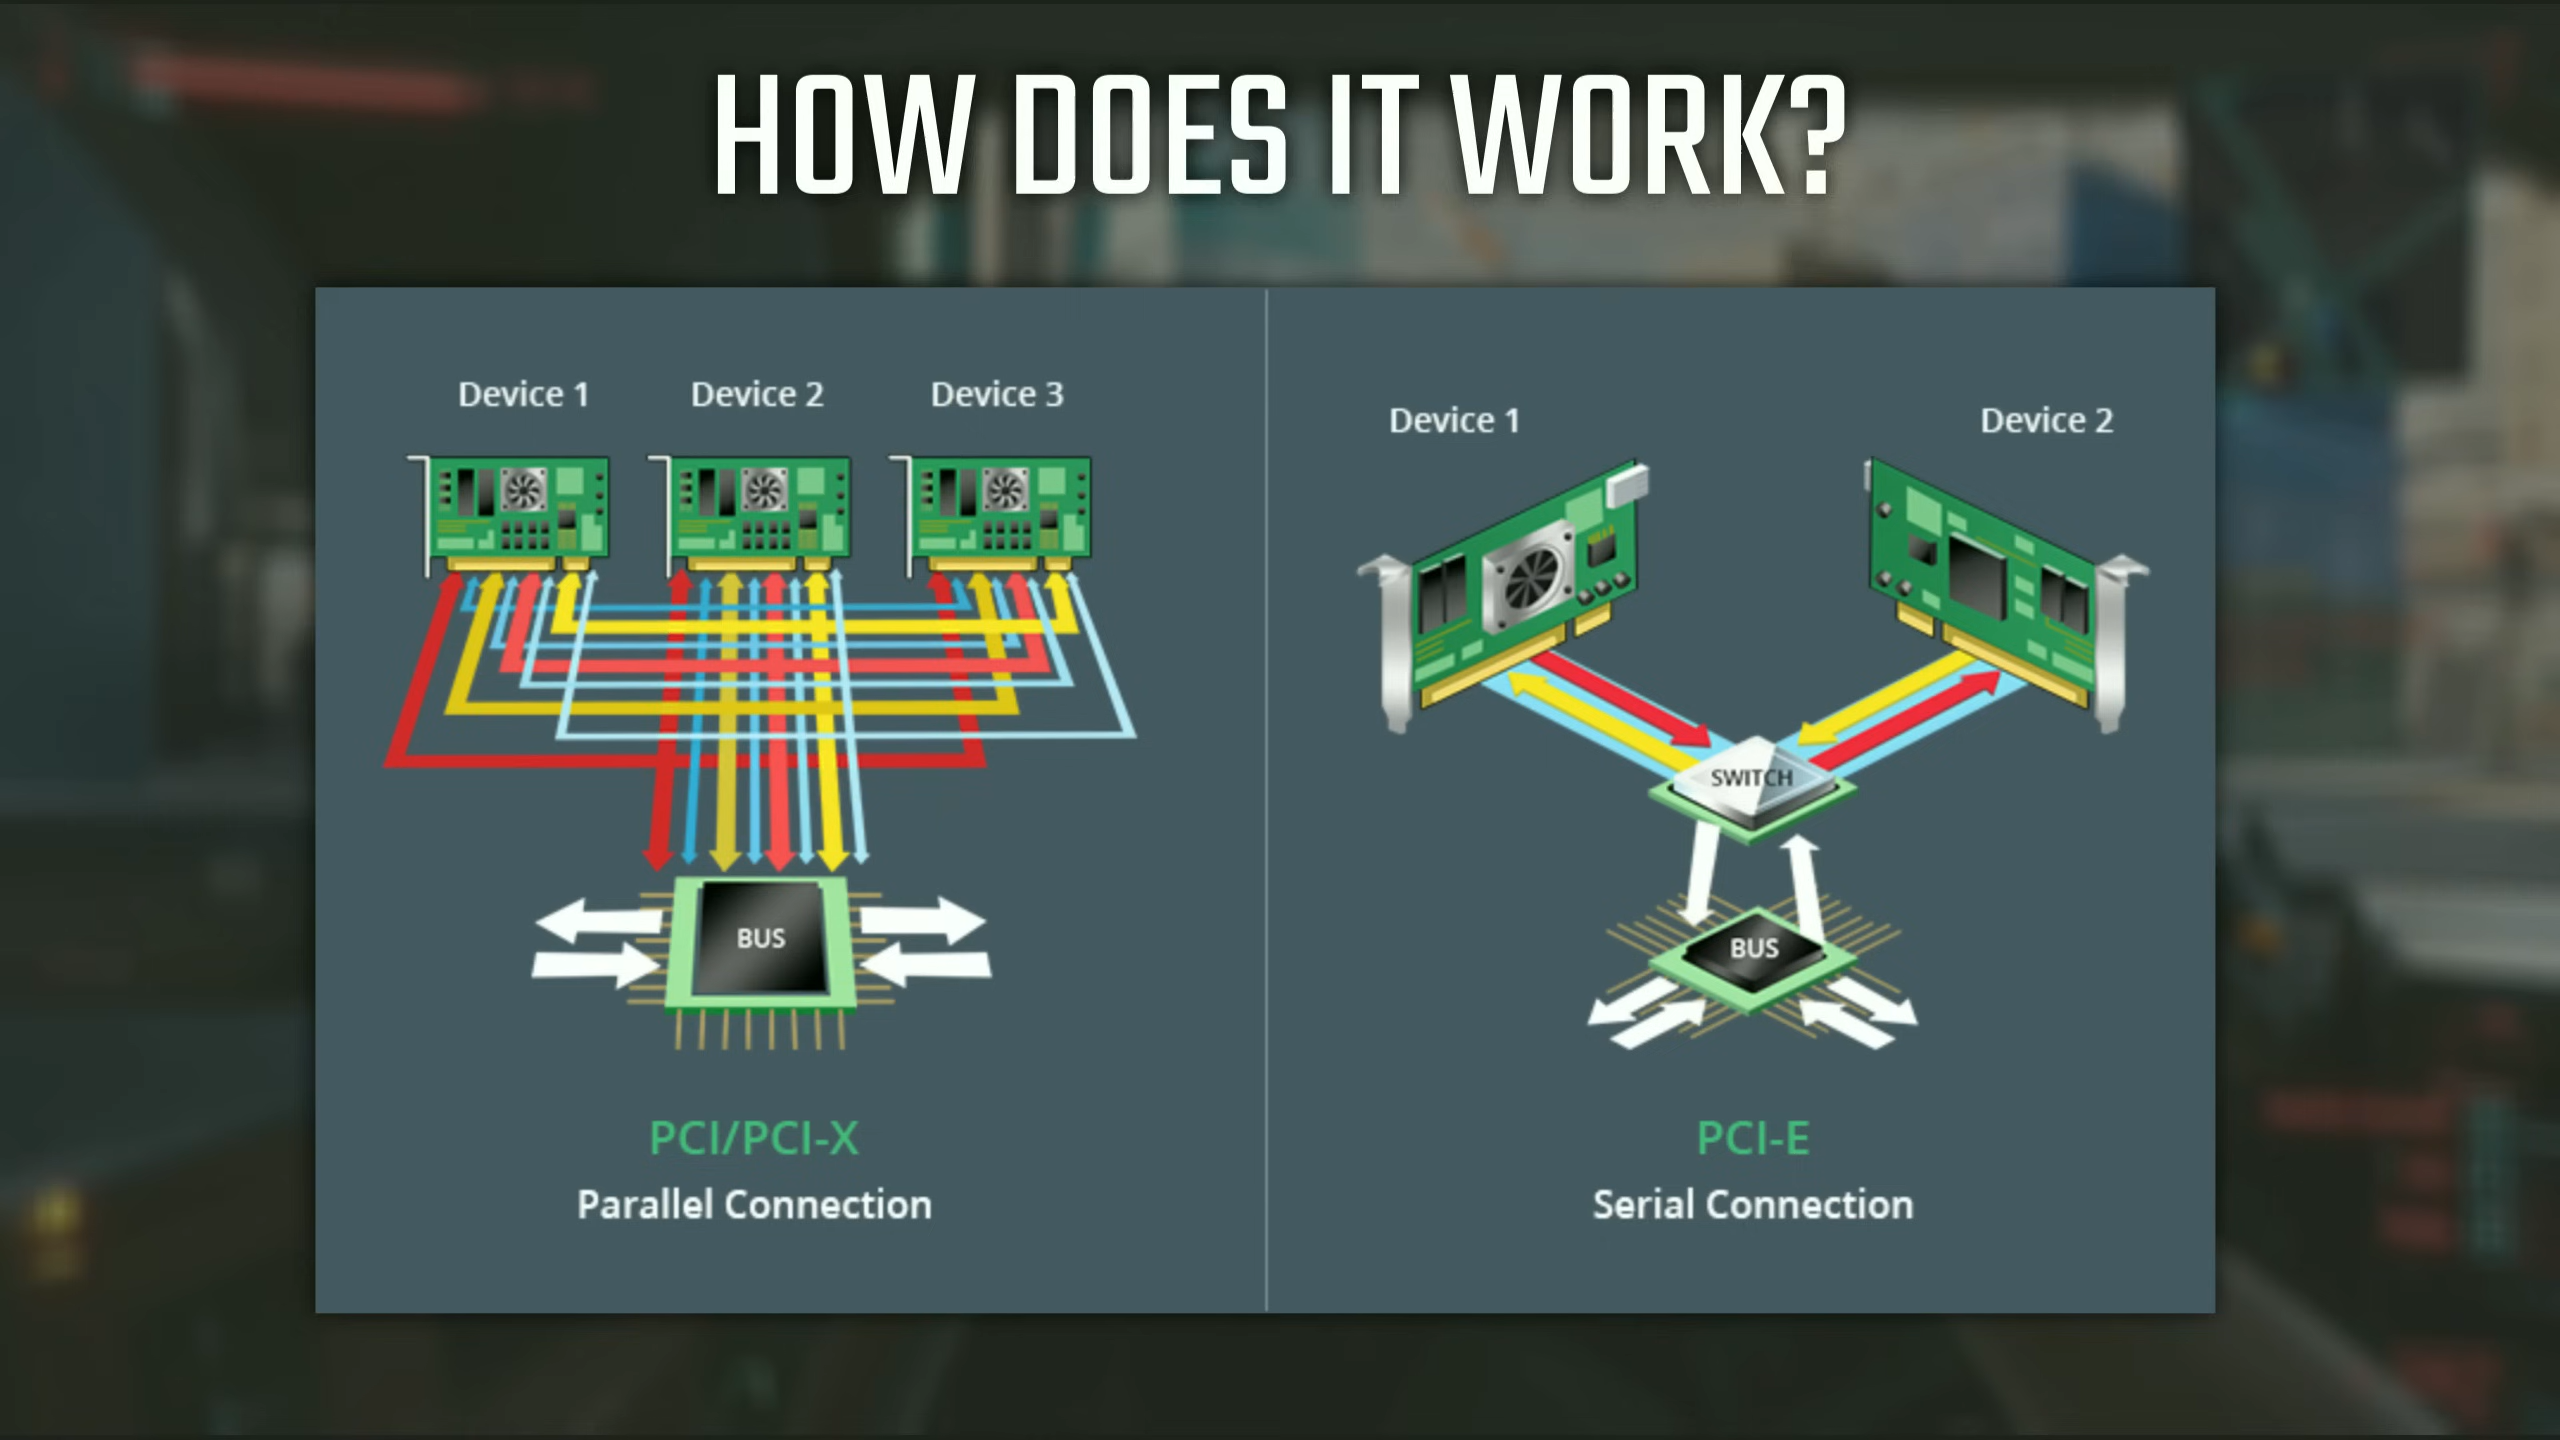 HOW DOES IT WORK?
Device 1
Device 2
Device 3
BUS
PCI/PCI-X
Parallel Connection
Device 1
Device 2
SWITCH
BUS
PCI-E
Serial Connection